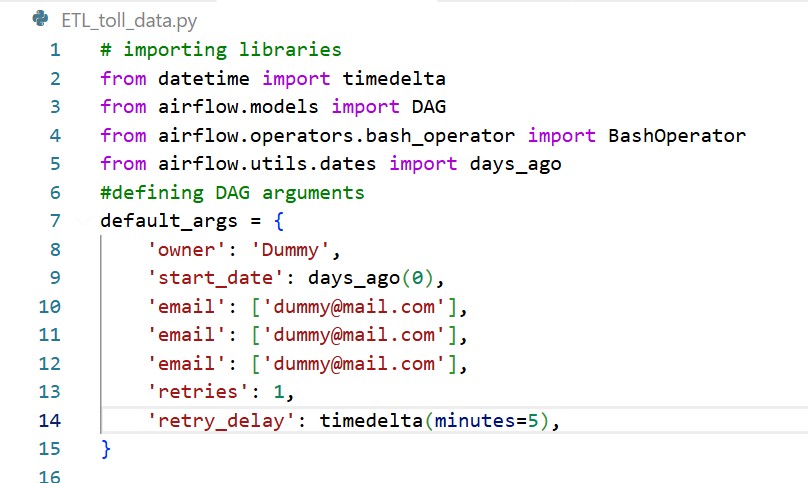 ETL_toll_data.py
1 # importing libraries
2 from datetime import timedelta
3 from airflow.models import DAG
4 from airflow.operators.bash_operator import BashOperator
5 from airflow.utils.dates import days_ago
6 #defining DAG arguments
7 default_args = {
8     'owner': 'Dummy',
9     'start_date': days_ago(0),
10     'email': ['dummy@mail.com'],
11     'email': ['dummy@mail.com'],
12     'email': ['dummy@mail.com'],
13     'retries': 1,
14     'retry_delay': timedelta(minutes=5),
15 }
16